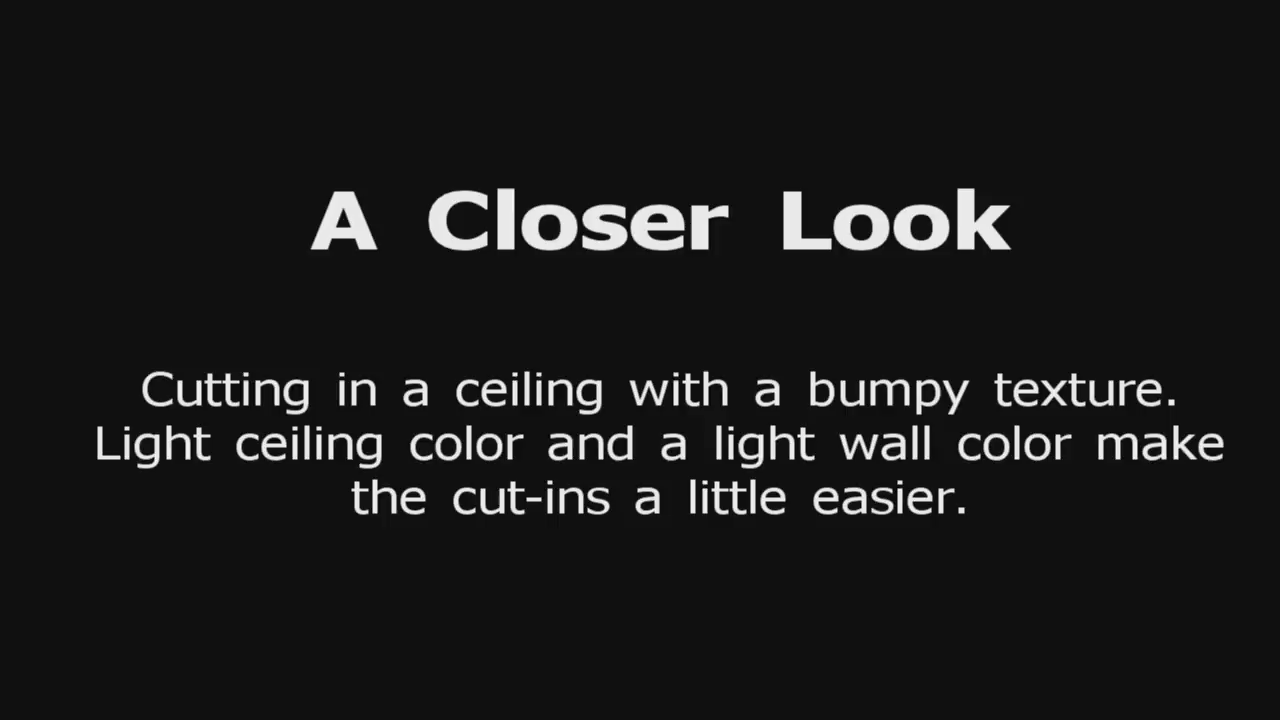 A Closer Look
Cutting in a ceiling with a bumpy texture.
Light ceiling color and a light wall color make
the cut-ins a little easier.